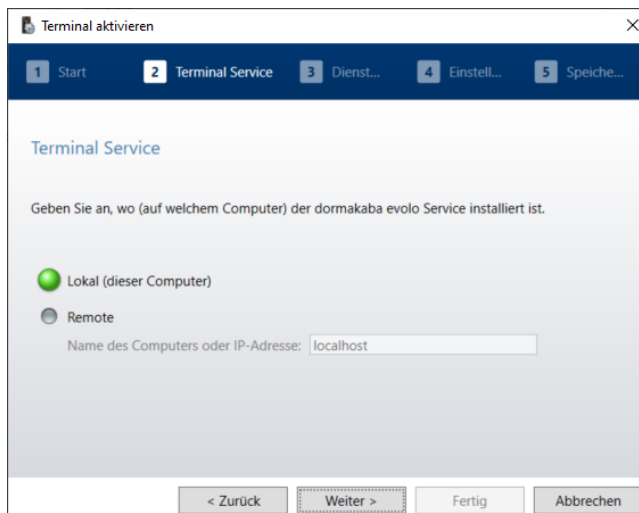 Terminal aktivieren
1 Start 2 Terminal Service 3 Dienst... 4 Einstell... 5 Speiche...
Terminal Service
Geben Sie an, wo (auf welchem Computer) der dormakaba evolo Service installiert ist.
Lokal (dieser Computer)
Remote
Name des Computers oder IP-Adresse: localhost
< Zurück Weiter > Fertig Abbrechen